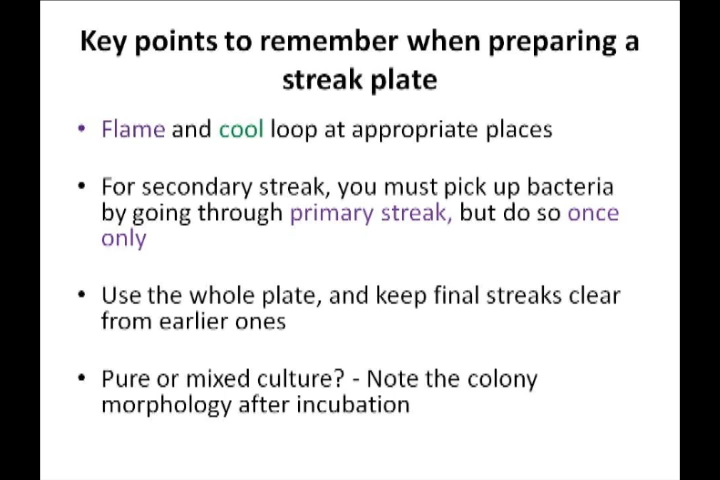 Key points to remember when preparing a
streak plate
• Flame and cool loop at appropriate places
• For secondary streak, you must pick up bacteria
by going through primary streak, but do so once
only
• Use the whole plate, and keep final streaks clear
from earlier ones
• Pure or mixed culture? - Note the colony
morphology after incubation